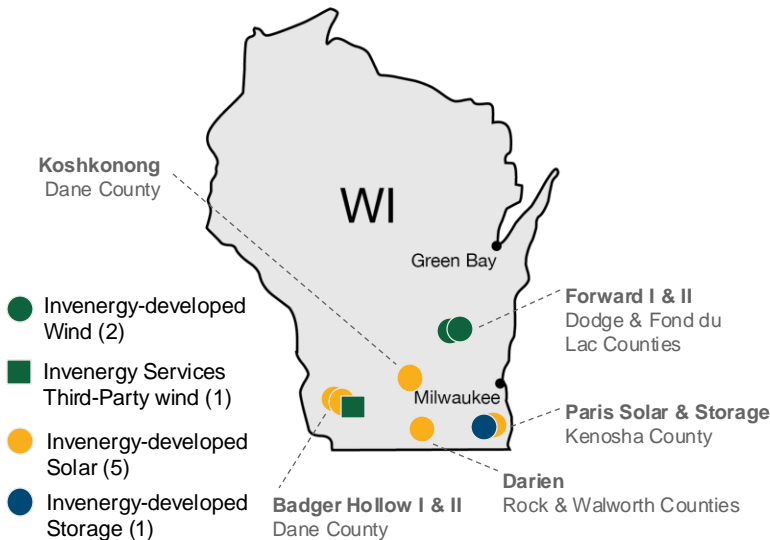 Koshkonong
Dane County
WI
Green Bay
Forward I & II
Dodge & Fond du
Lac Counties
Milwaukee
Paris Solar & Storage
Kenosha County
Darien
Rock & Walworth Counties
Badger Hollow I & II
Dane County
Invenergy-developed
Wind (2)
Invenergy Services
Third-Party wind (1)
Invenergy-developed
Solar (5)
Invenergy-developed
Storage (1)